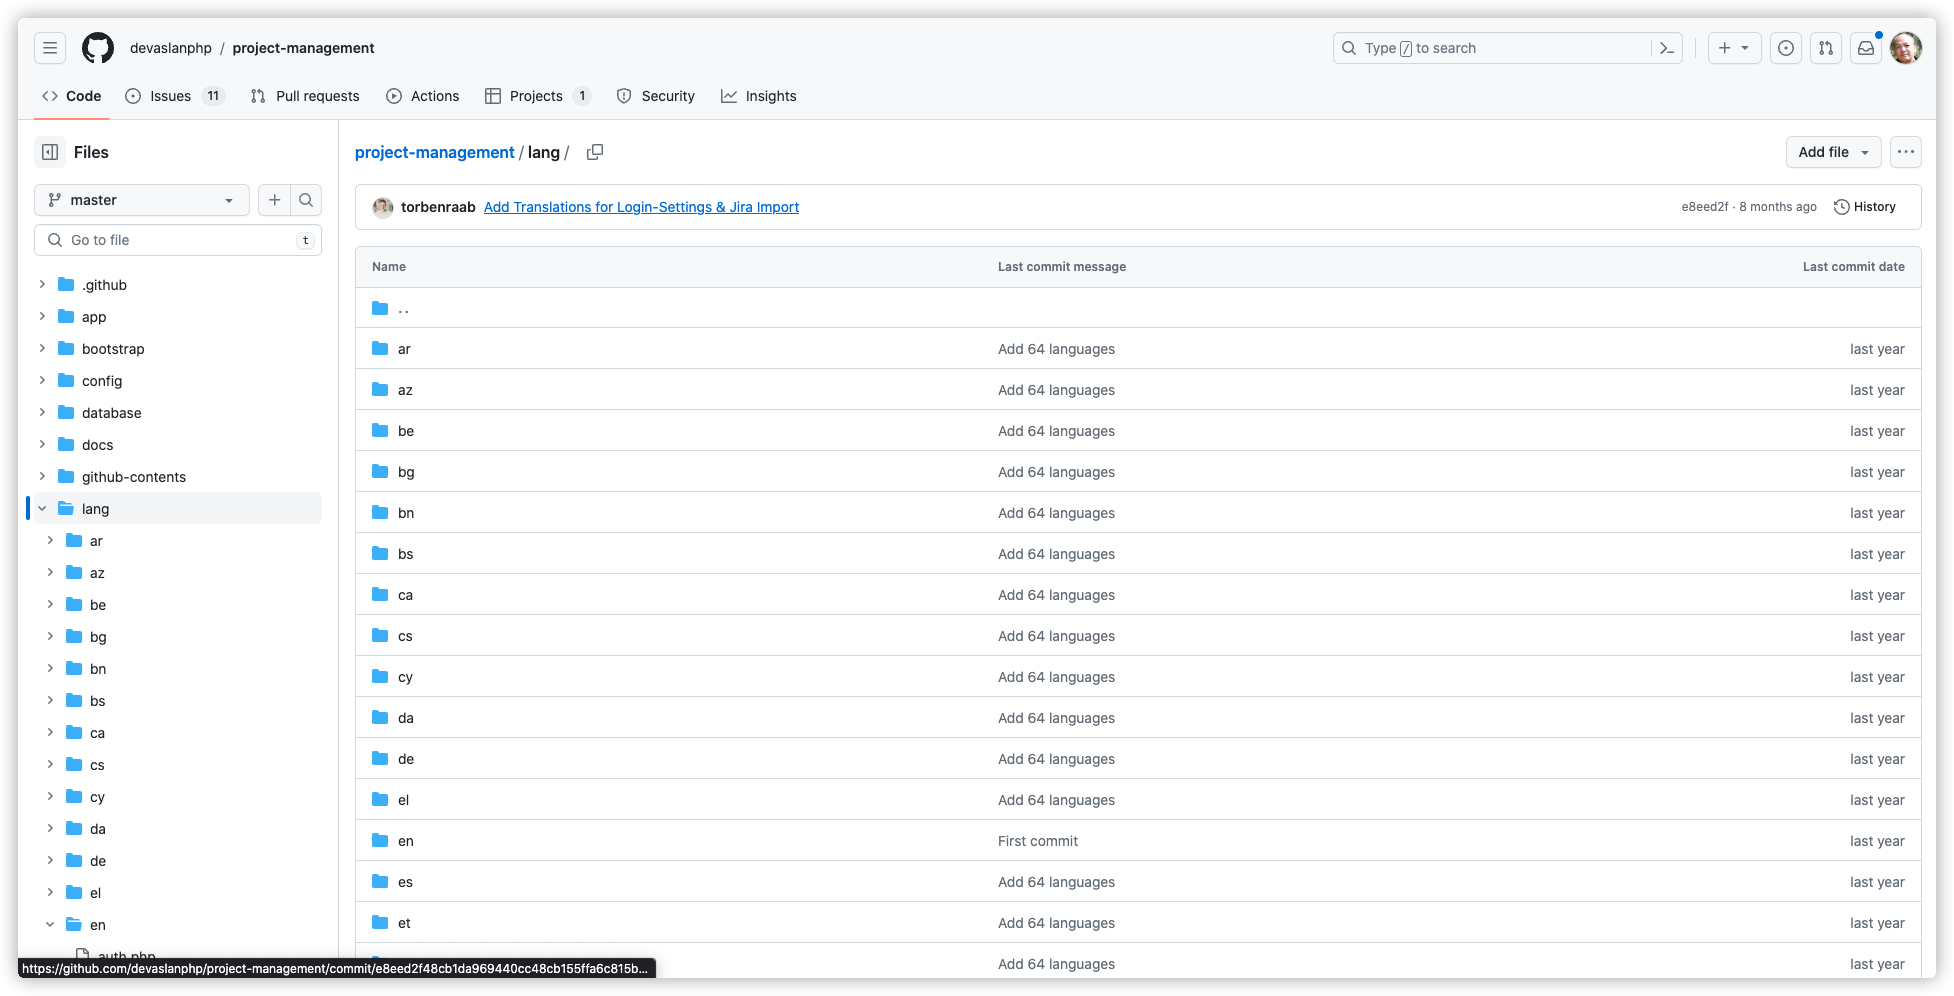 devaslanphp / project-management
Type / to search
Code
Issues 11
Pull requests
Actions
Projects 1
Security
Insights
Files
master
Go to file
t
.github
app
bootstrap
config
database
docs
github-contents
lang
ar
az
be
bg
bn
bs
ca
cs
cy
da
de
el
en
auth.php
project-management / lang /
Add file
torbenraab Add Translations for Login-Settings & Jira Import
e8eed2f · 8 months ago
History
Name Last commit message Last commit date
..
ar Add 64 languages last year
az Add 64 languages last year
be Add 64 languages last year
bg Add 64 languages last year
bn Add 64 languages last year
bs Add 64 languages last year
ca Add 64 languages last year
cs Add 64 languages last year
cy Add 64 languages last year
da Add 64 languages last year
de Add 64 languages last year
el Add 64 languages last year
en First commit last year
es Add 64 languages last year
et Add 64 languages last year
Add 64 languages last year
https://github.com/devaslanphp/project-management/commit/e8eed2f48cb1da969440cc48cb155ffa6c815b...